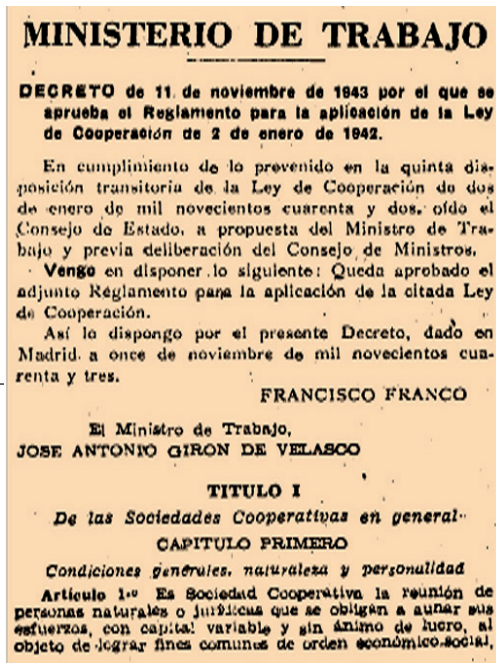 MINISTERIO DE TRABAJO
DECRETO de 11 de noviembre de 1943 por el que se
aprueba el Reglamento para la aplicación de la Ley
de Cooperación de 2 de enero de 1942.
En cumplimiento de lo prevenido en la quinta dis-
posición transitoria de la Ley de Cooperación de dos
de enero de mil novecientos cuarenta y dos, oído el
Consejo de Estado, a propuesta del Ministro de Tra-
bajo y previa deliberación del Consejo de Ministros,
Vengo en disponer lo siguiente: Queda aprobado el
adjunto Reglamento para la aplicación de la citada Ley
de Cooperación.
Así lo dispongo por el presente Decreto, dado en
Madrid a once de noviembre de mil novecientos cua-
renta y tres.
FRANCISCO FRANCO
El Ministro de Trabajo,
JOSE ANTONIO GIRON DE VELASCO
TITULO I
De las Sociedades Cooperativas en general
CAPITULO PRIMERO
Condiciones generales, naturaleza y personalidad
Artículo 1.º Es Sociedad Cooperativa la reunión de
personas naturales o jurídicas que se obligan a aunar sus
esfuerzos, con capital variable y sin ánimo de lucro, al
objeto de lograr fines comunes de orden económico-social,